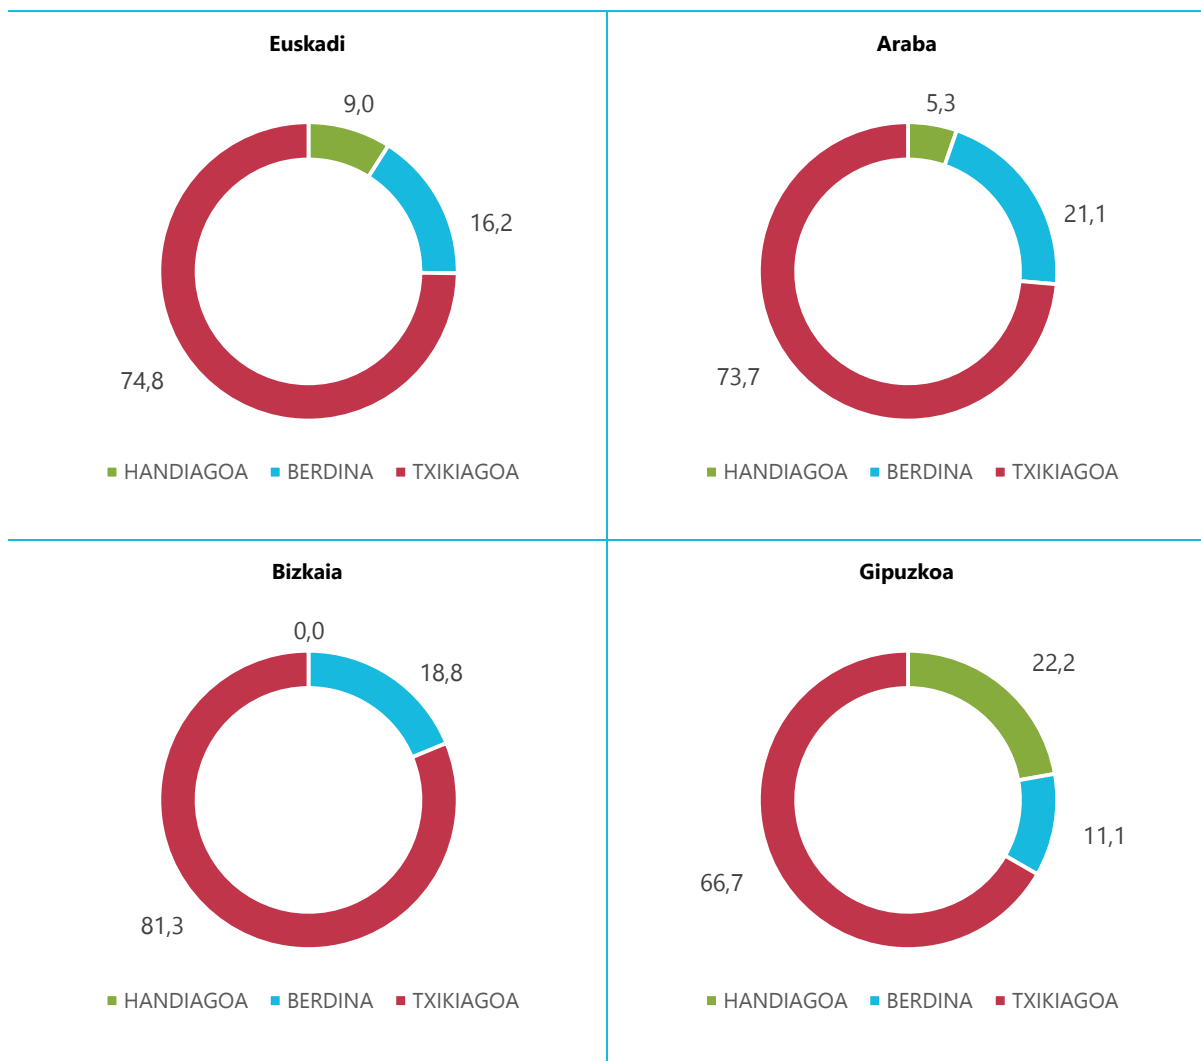 Euskadi
9,0
16,2
74,8
HANDIAGOA BERDINA TXIKIAGOA
Araba
5,3
21,1
73,7
HANDIAGOA BERDINA TXIKIAGOA
Bizkaia
0,0
18,8
81,3
HANDIAGOA BERDINA TXIKIAGOA
Gipuzkoa
22,2
11,1
66,7
HANDIAGOA BERDINA TXIKIAGOA